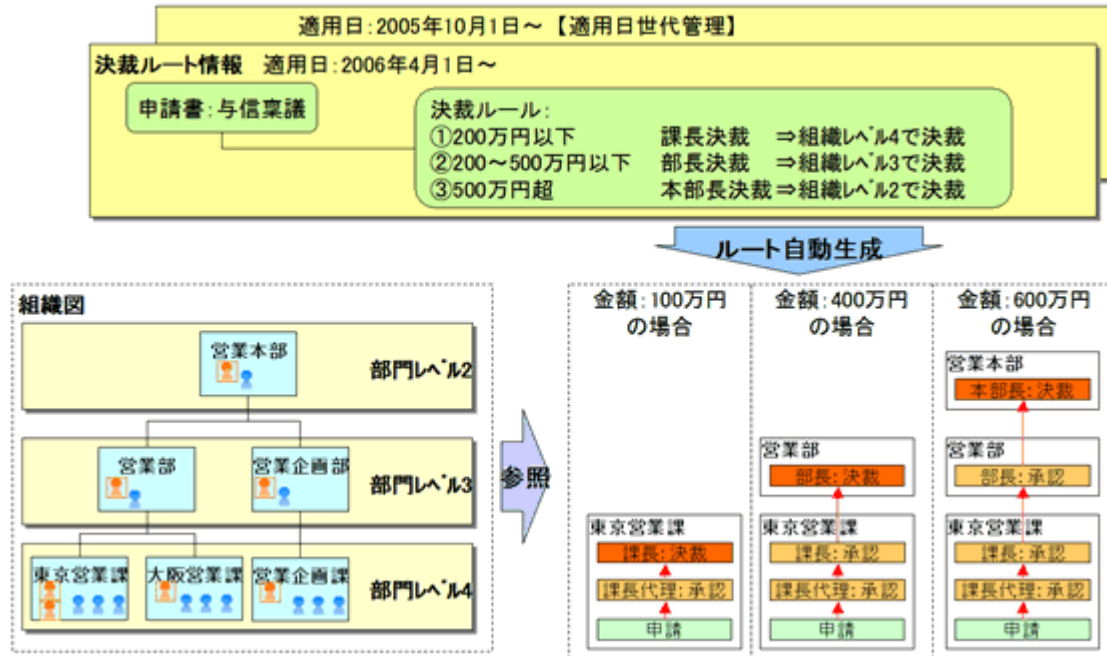 適用日:2005年10月1日～【適用日世代管理】
決裁ルート情報 適用日:2006年4月1日～
申請書:与信稟議
決裁ルール:
①200万円以下 課長決裁 ⇒組織レベル4で決裁
②200～500万円以下 部長決裁 ⇒組織レベル3で決裁
③500万円超 本部長決裁⇒組織レベル2で決裁
ルート自動生成
組織図
営業本部
部門レベル2
営業部
営業企画部
部門レベル3
東京営業課
大阪営業課
営業企画課
部門レベル4
参照
金額:100万円
の場合
東京営業課
課長:決裁
課長代理:承認
申請
金額:400万円
の場合
営業部
部長:決裁
東京営業課
課長:承認
課長代理:承認
申請
金額:600万円
の場合
営業本部
本部長:決裁
営業部
部長:承認
東京営業課
課長:承認
課長代理:承認
申請